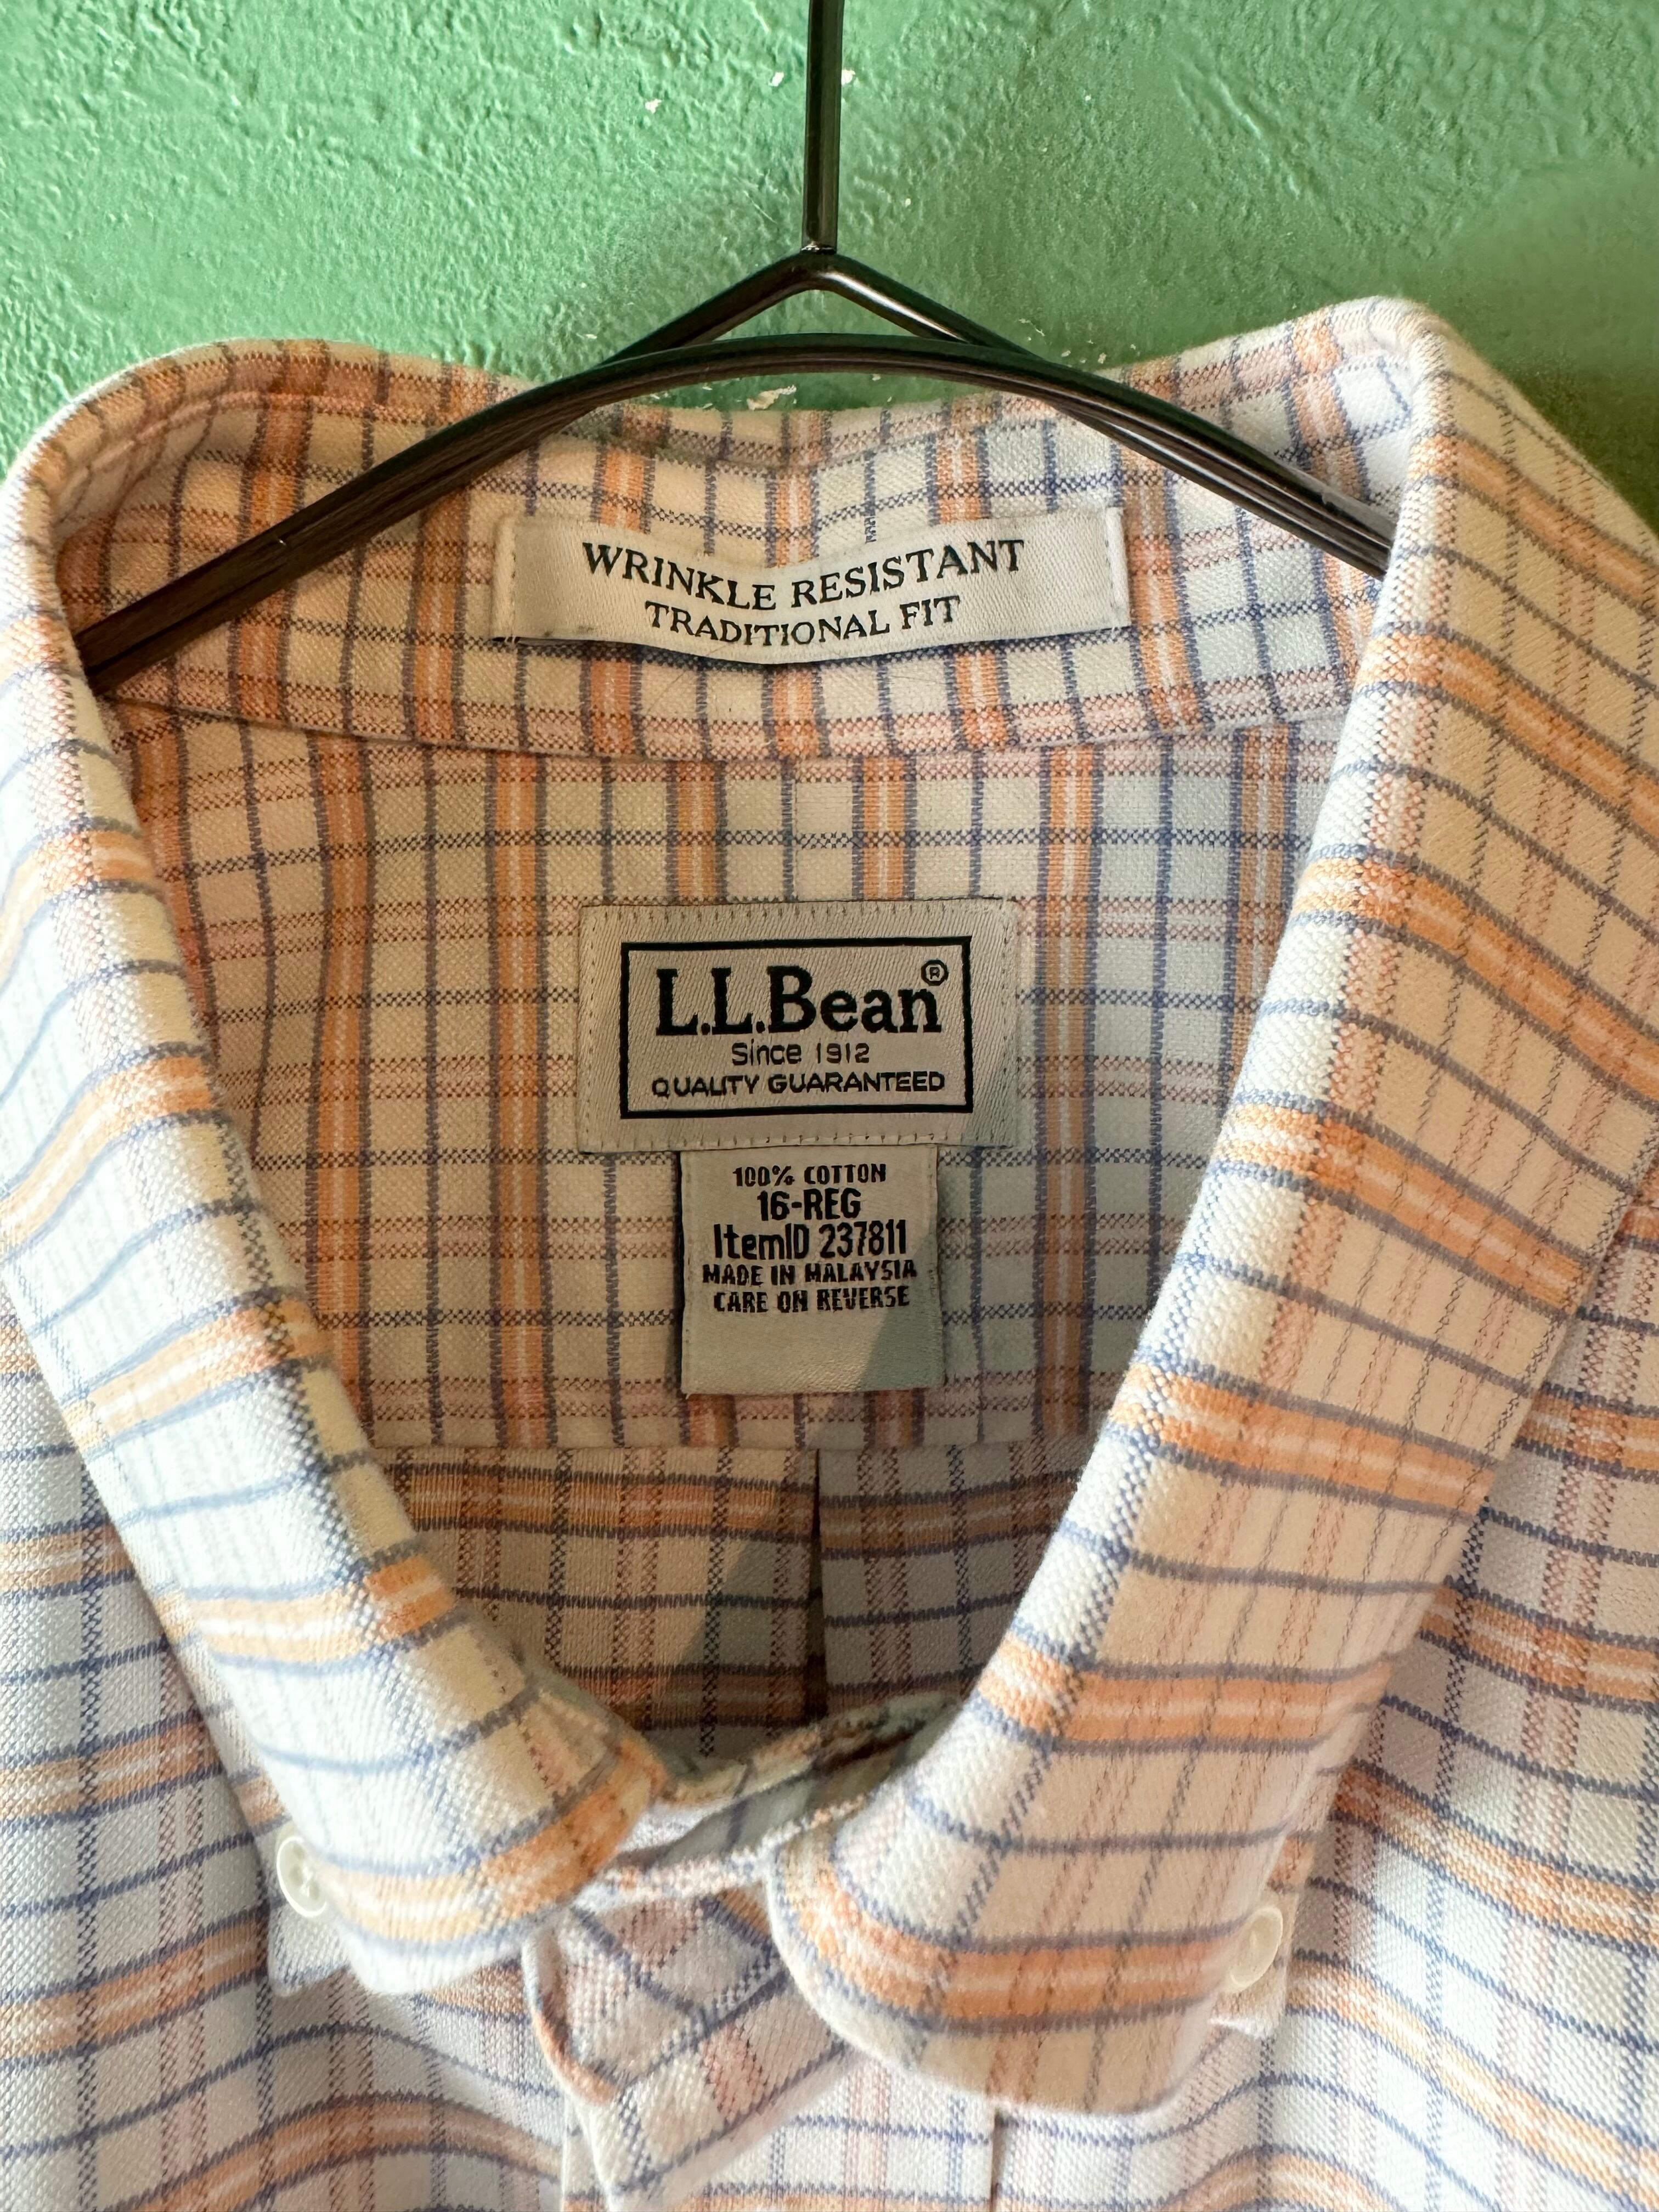 WRINKLE RESISTANT
TRADITIONAL FIT
L.L.Bean®
Since 1912
QUALITY GUARANTEED
100% COTTON
16-REG
ItemID 237811
MADE IN MALAYSIA
CARE ON REVERSE